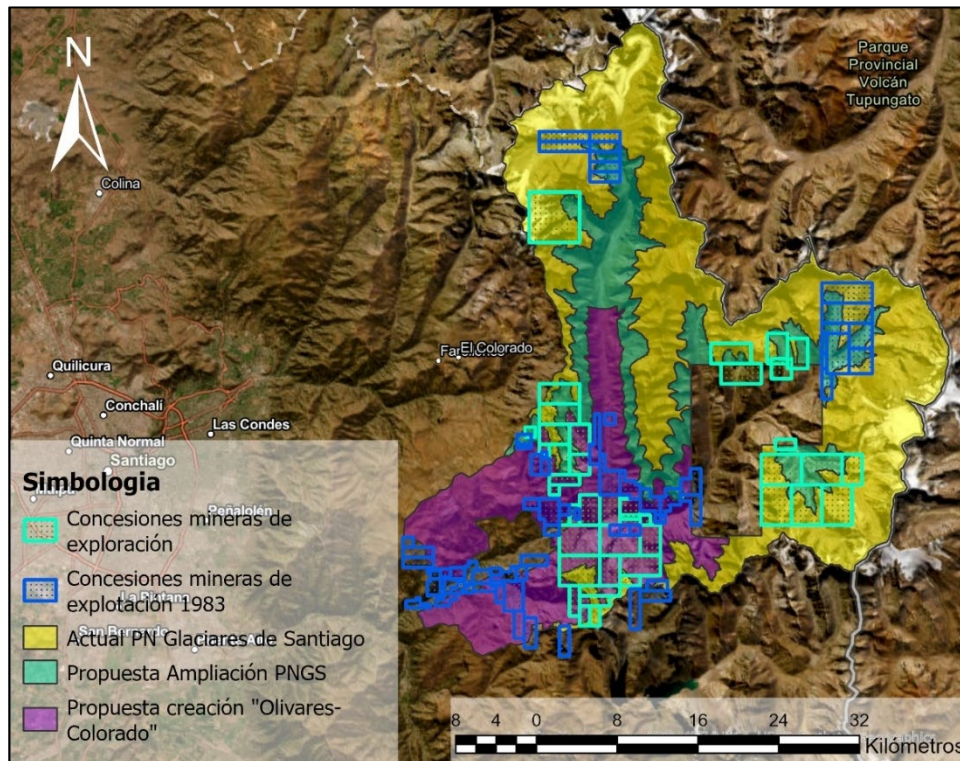 N
Parque
Provincial
Volcán
Tupungato
Colina
El Colorado
Quilicura
Conchalí
Las Condes
Quinta Normal
Santiago
Simbologia
Peñalolén
Concesiones mineras de
exploración
Concesiones mineras de
explotación 1983
La Pintana
San Bernardo
Actual PN Glaciares de Santiago
Propuesta Ampliación PNGS
Propuesta creación "Olivares-
Colorado"
8 4 0 8 16 24 32
Kilómetros